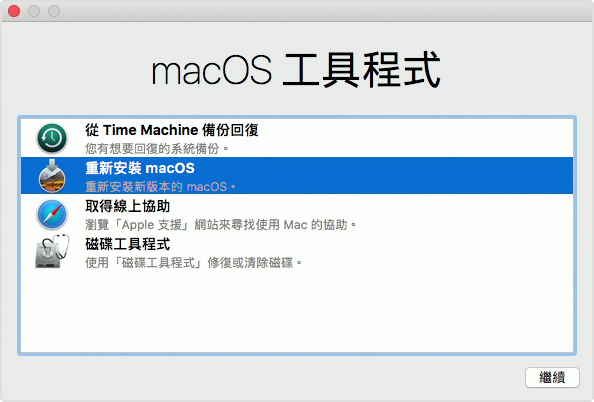 macOS 工具程式
從 Time Machine 備份回復
您有想要回復的系統備份。
重新安裝 macOS
重新安裝新版本的 macOS。
取得線上協助
瀏覽「Apple 支援」網站來尋找使用 Mac 的協助。
磁碟工具程式
使用「磁碟工具程式」修復或清除磁碟。
繼續